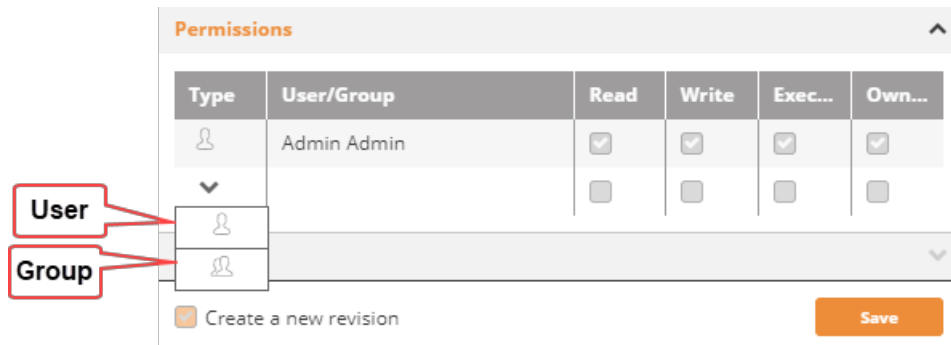 Permissions
Type User/Group Read Write Exec... Own...
Admin Admin
User
Group
Create a new revision Save